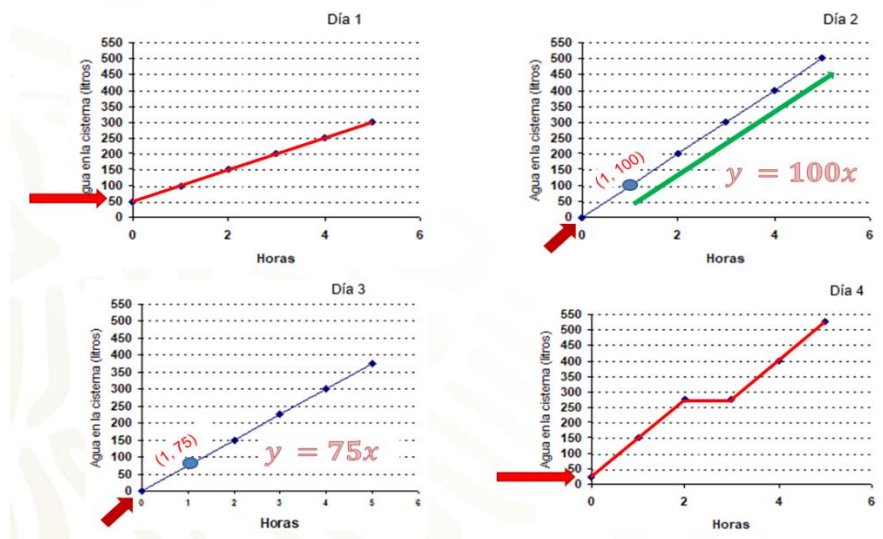 Día 1
550
500
450
400
350
300
250
200
150
100
50
0
Agua en la cisterna (litros)
0 2 4 6
Horas
Día 2
550
500
450
400
350
300
250
200
150
100
50
0
Agua en la cisterna (litros)
(1, 100)
y = 100x
0 2 4 6
Horas
Día 3
550
500
450
400
350
300
250
200
150
100
50
0
Agua en la cisterna (litros)
(1, 75)
y = 75x
0 1 2 3 4 5 6
Horas
Día 4
550
500
450
400
350
300
250
200
150
100
50
0
Agua en la cisterna (litros)
0 2 4 6
Horas